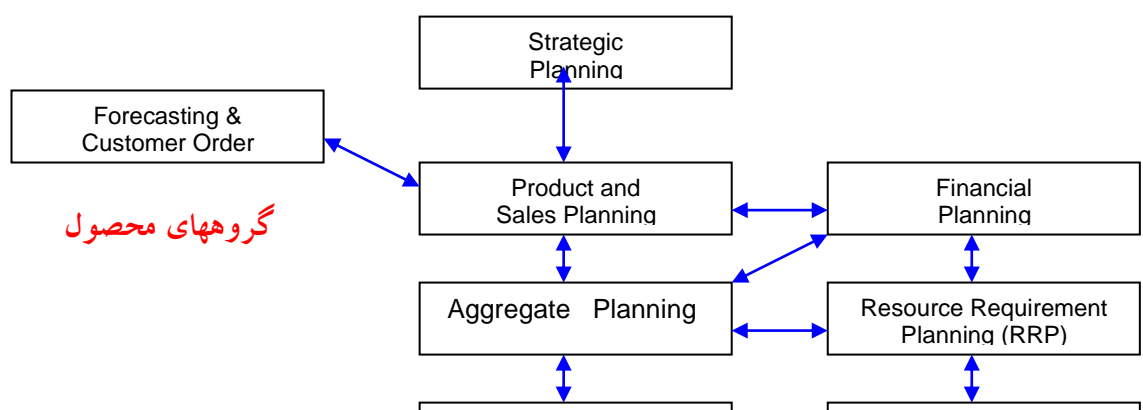 Strategic
Planning
Forecasting &
Customer Order
Product and
Sales Planning
Financial
Planning
گروههای محصول
Aggregate Planning
Resource Requirement
Planning (RRP)